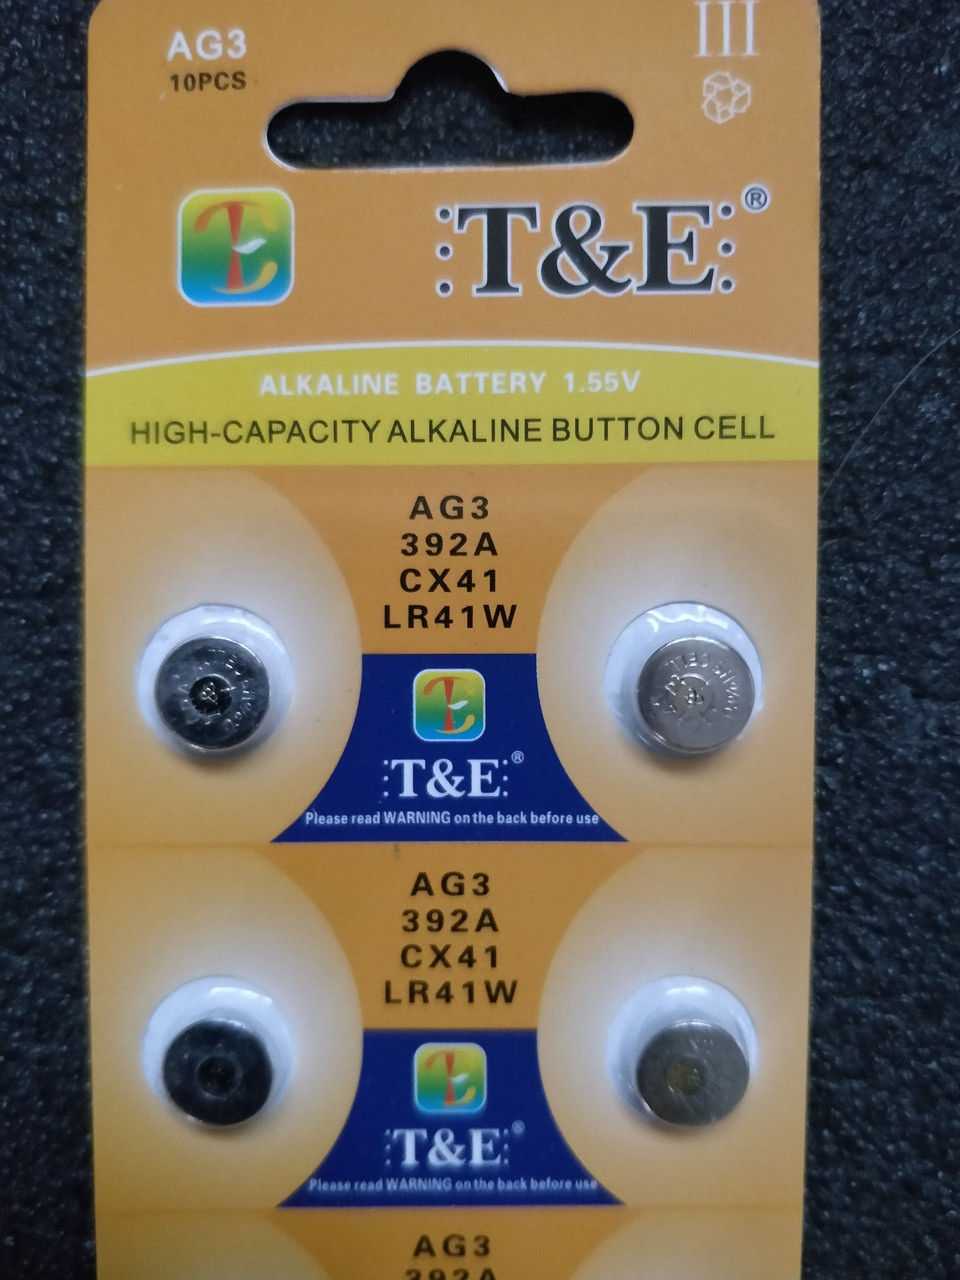 AG3
10PCS
III
T&E®
ALKALINE BATTERY 1.55V
HIGH-CAPACITY ALKALINE BUTTON CELL
AG3
392A
CX41
LR41W
T&E®
Please read WARNING on the back before use
AG3
392A
CX41
LR41W
T&E®
Please read WARNING on the back before use
AG3
392A